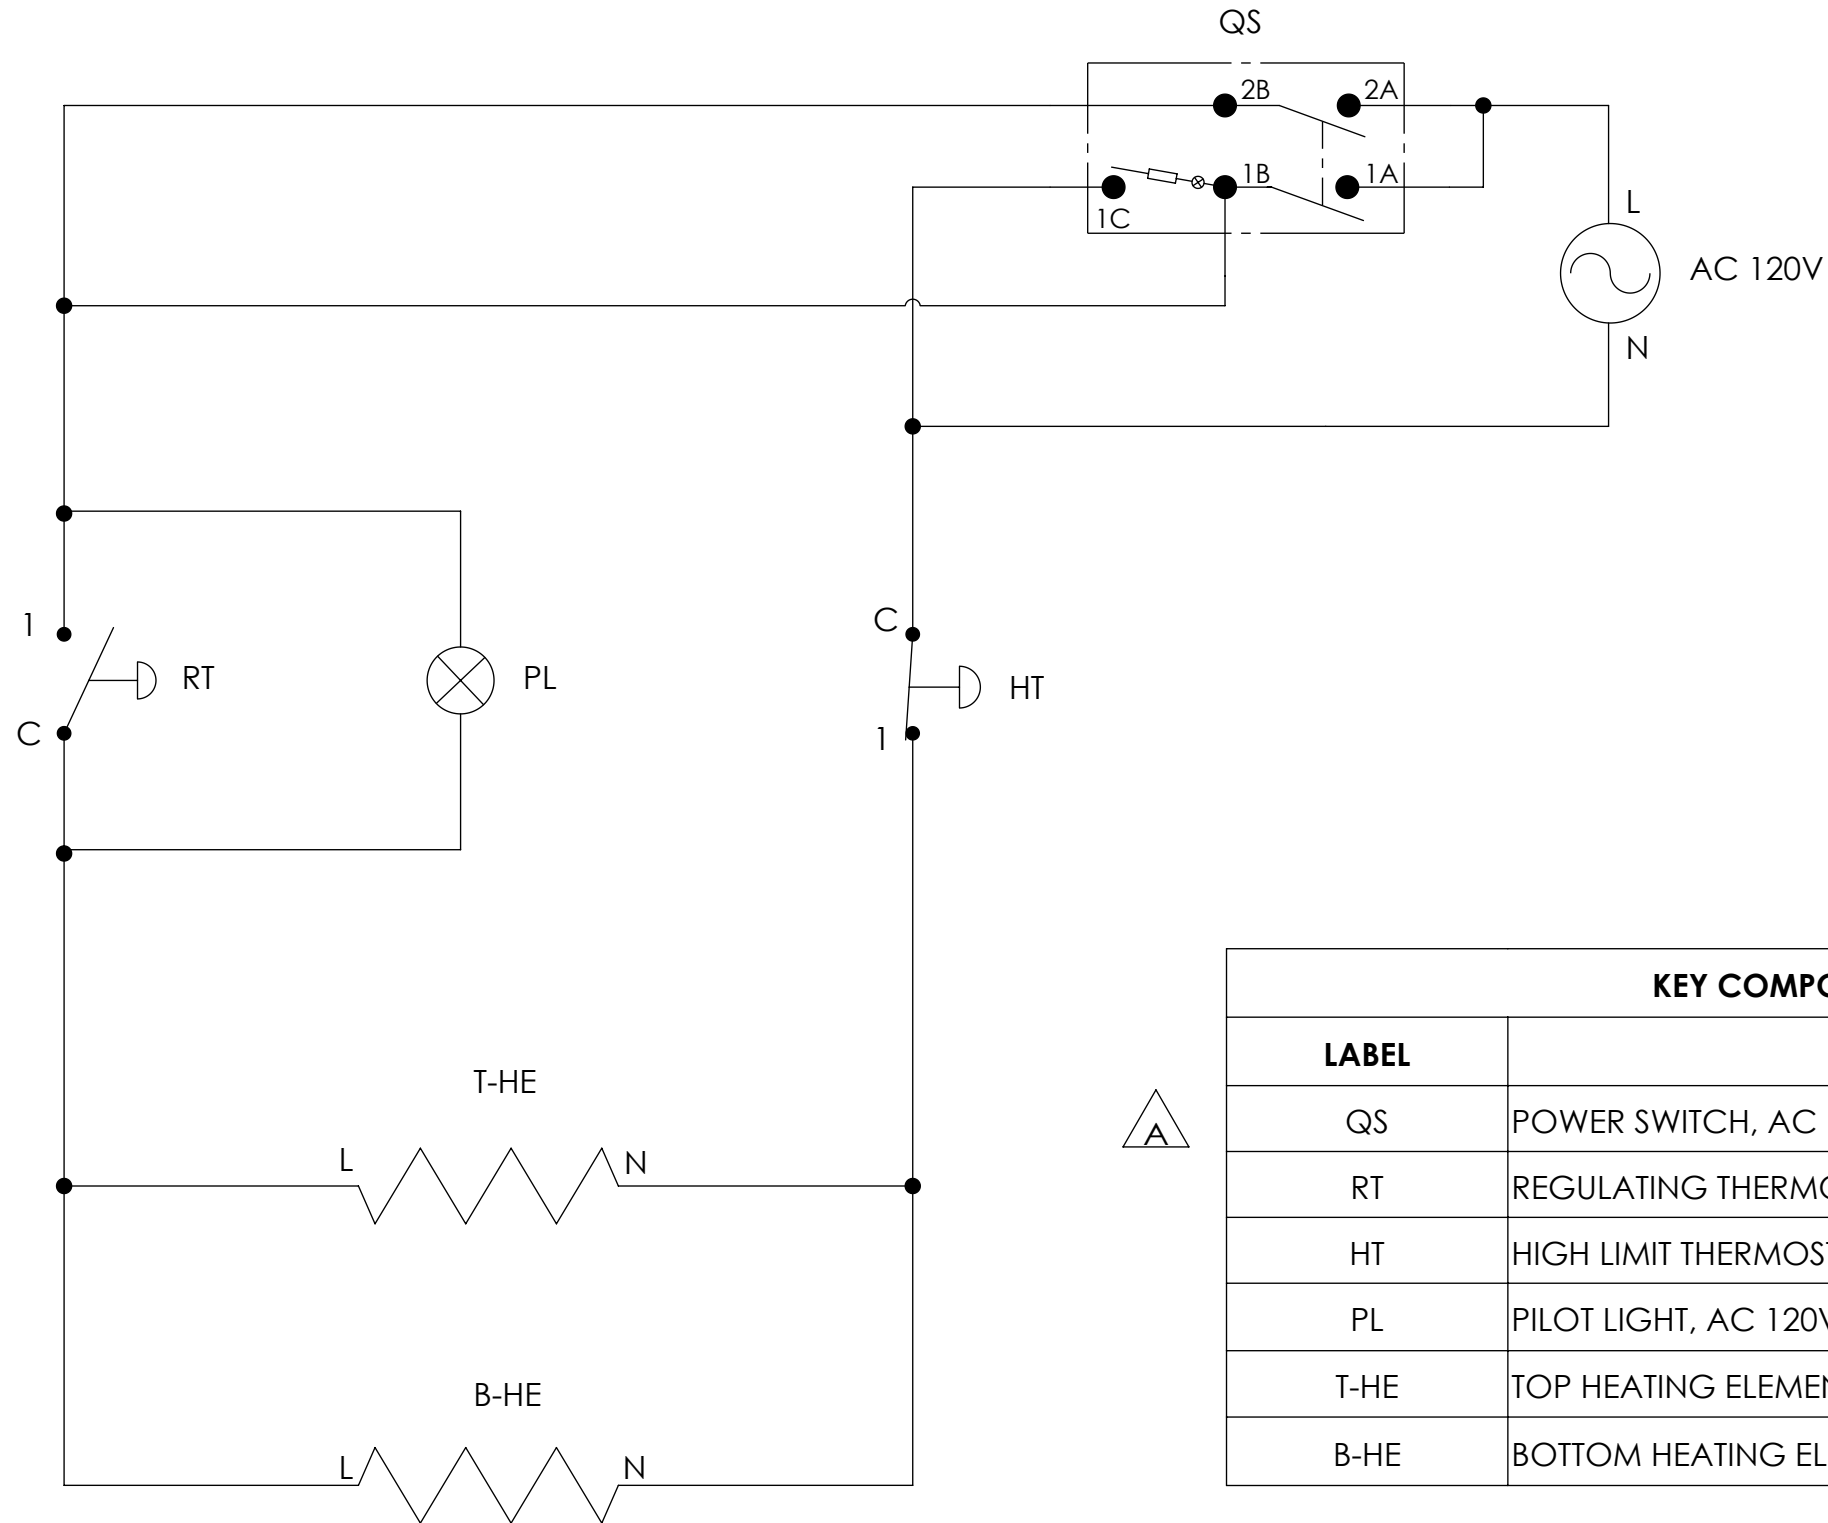 QS
2B
2A
1B
1A
1C
L
AC 120V
N
1
RT
C
PL
C
HT
1
T-HE
L
N
B-HE
L
N
A
KEY COMPO
LABEL
QS
POWER SWITCH, AC
RT
REGULATING THERMO
HT
HIGH LIMIT THERMOST
PL
PILOT LIGHT, AC 120V
T-HE
TOP HEATING ELEMEN
B-HE
BOTTOM HEATING EL